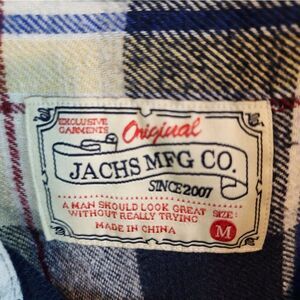 EXCLUSIVE
GARMENTS
Original
JACHS MFG CO.
SINCE 2007
A MAN SHOULD LOOK GREAT
WITHOUT REALLY TRYING
MADE IN CHINA
SIZE:
M